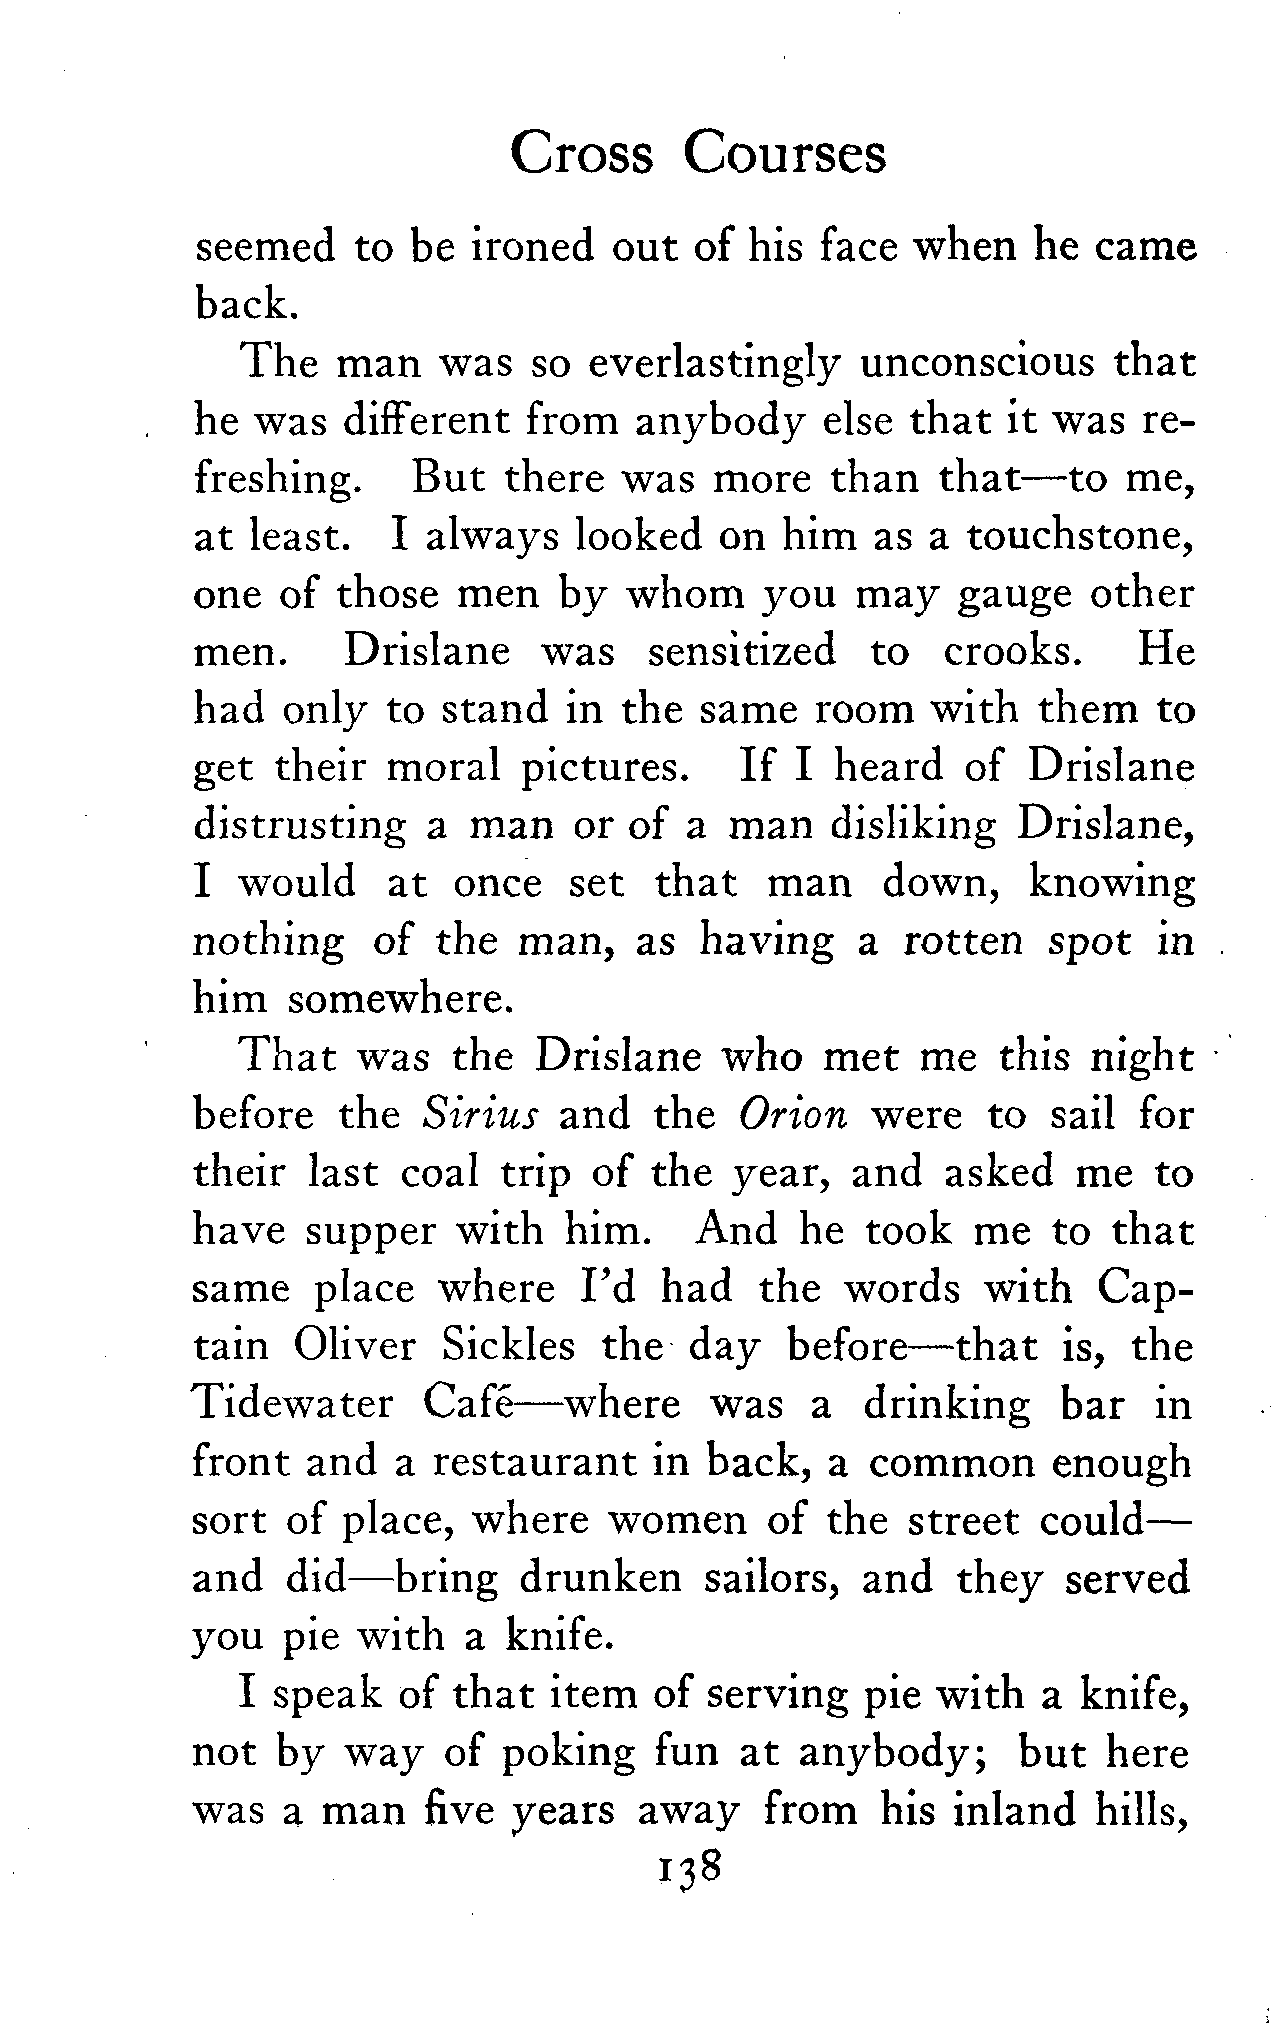 Cross Courses
seemed to be ironed out of his face when he came
back.
The man was so everlastingly unconscious that
he was different from anybody else that it was re-
freshing. But there was more than that—to me,
at least. I always looked on him as a touchstone,
one of those men by whom you may gauge other
men. Drislane was sensitized to crooks. He
had only to stand in the same room with them to
get their moral pictures. If I heard of Drislane
distrusting a man or of a man disliking Drislane,
I would at once set that man down, knowing
nothing of the man, as having a rotten spot in
him somewhere.
That was the Drislane who met me this night
before the Sirius and the Orion were to sail for
their last coal trip of the year, and asked me to
have supper with him. And he took me to that
same place where I'd had the words with Cap-
tain Oliver Sickles the day before—that is, the
Tidewater Café—where was a drinking bar in
front and a restaurant in back, a common enough
sort of place, where women of the street could—
and did—bring drunken sailors, and they served
you pie with a knife.
I speak of that item of serving pie with a knife,
not by way of poking fun at anybody; but here
was a man five years away from his inland hills,
138